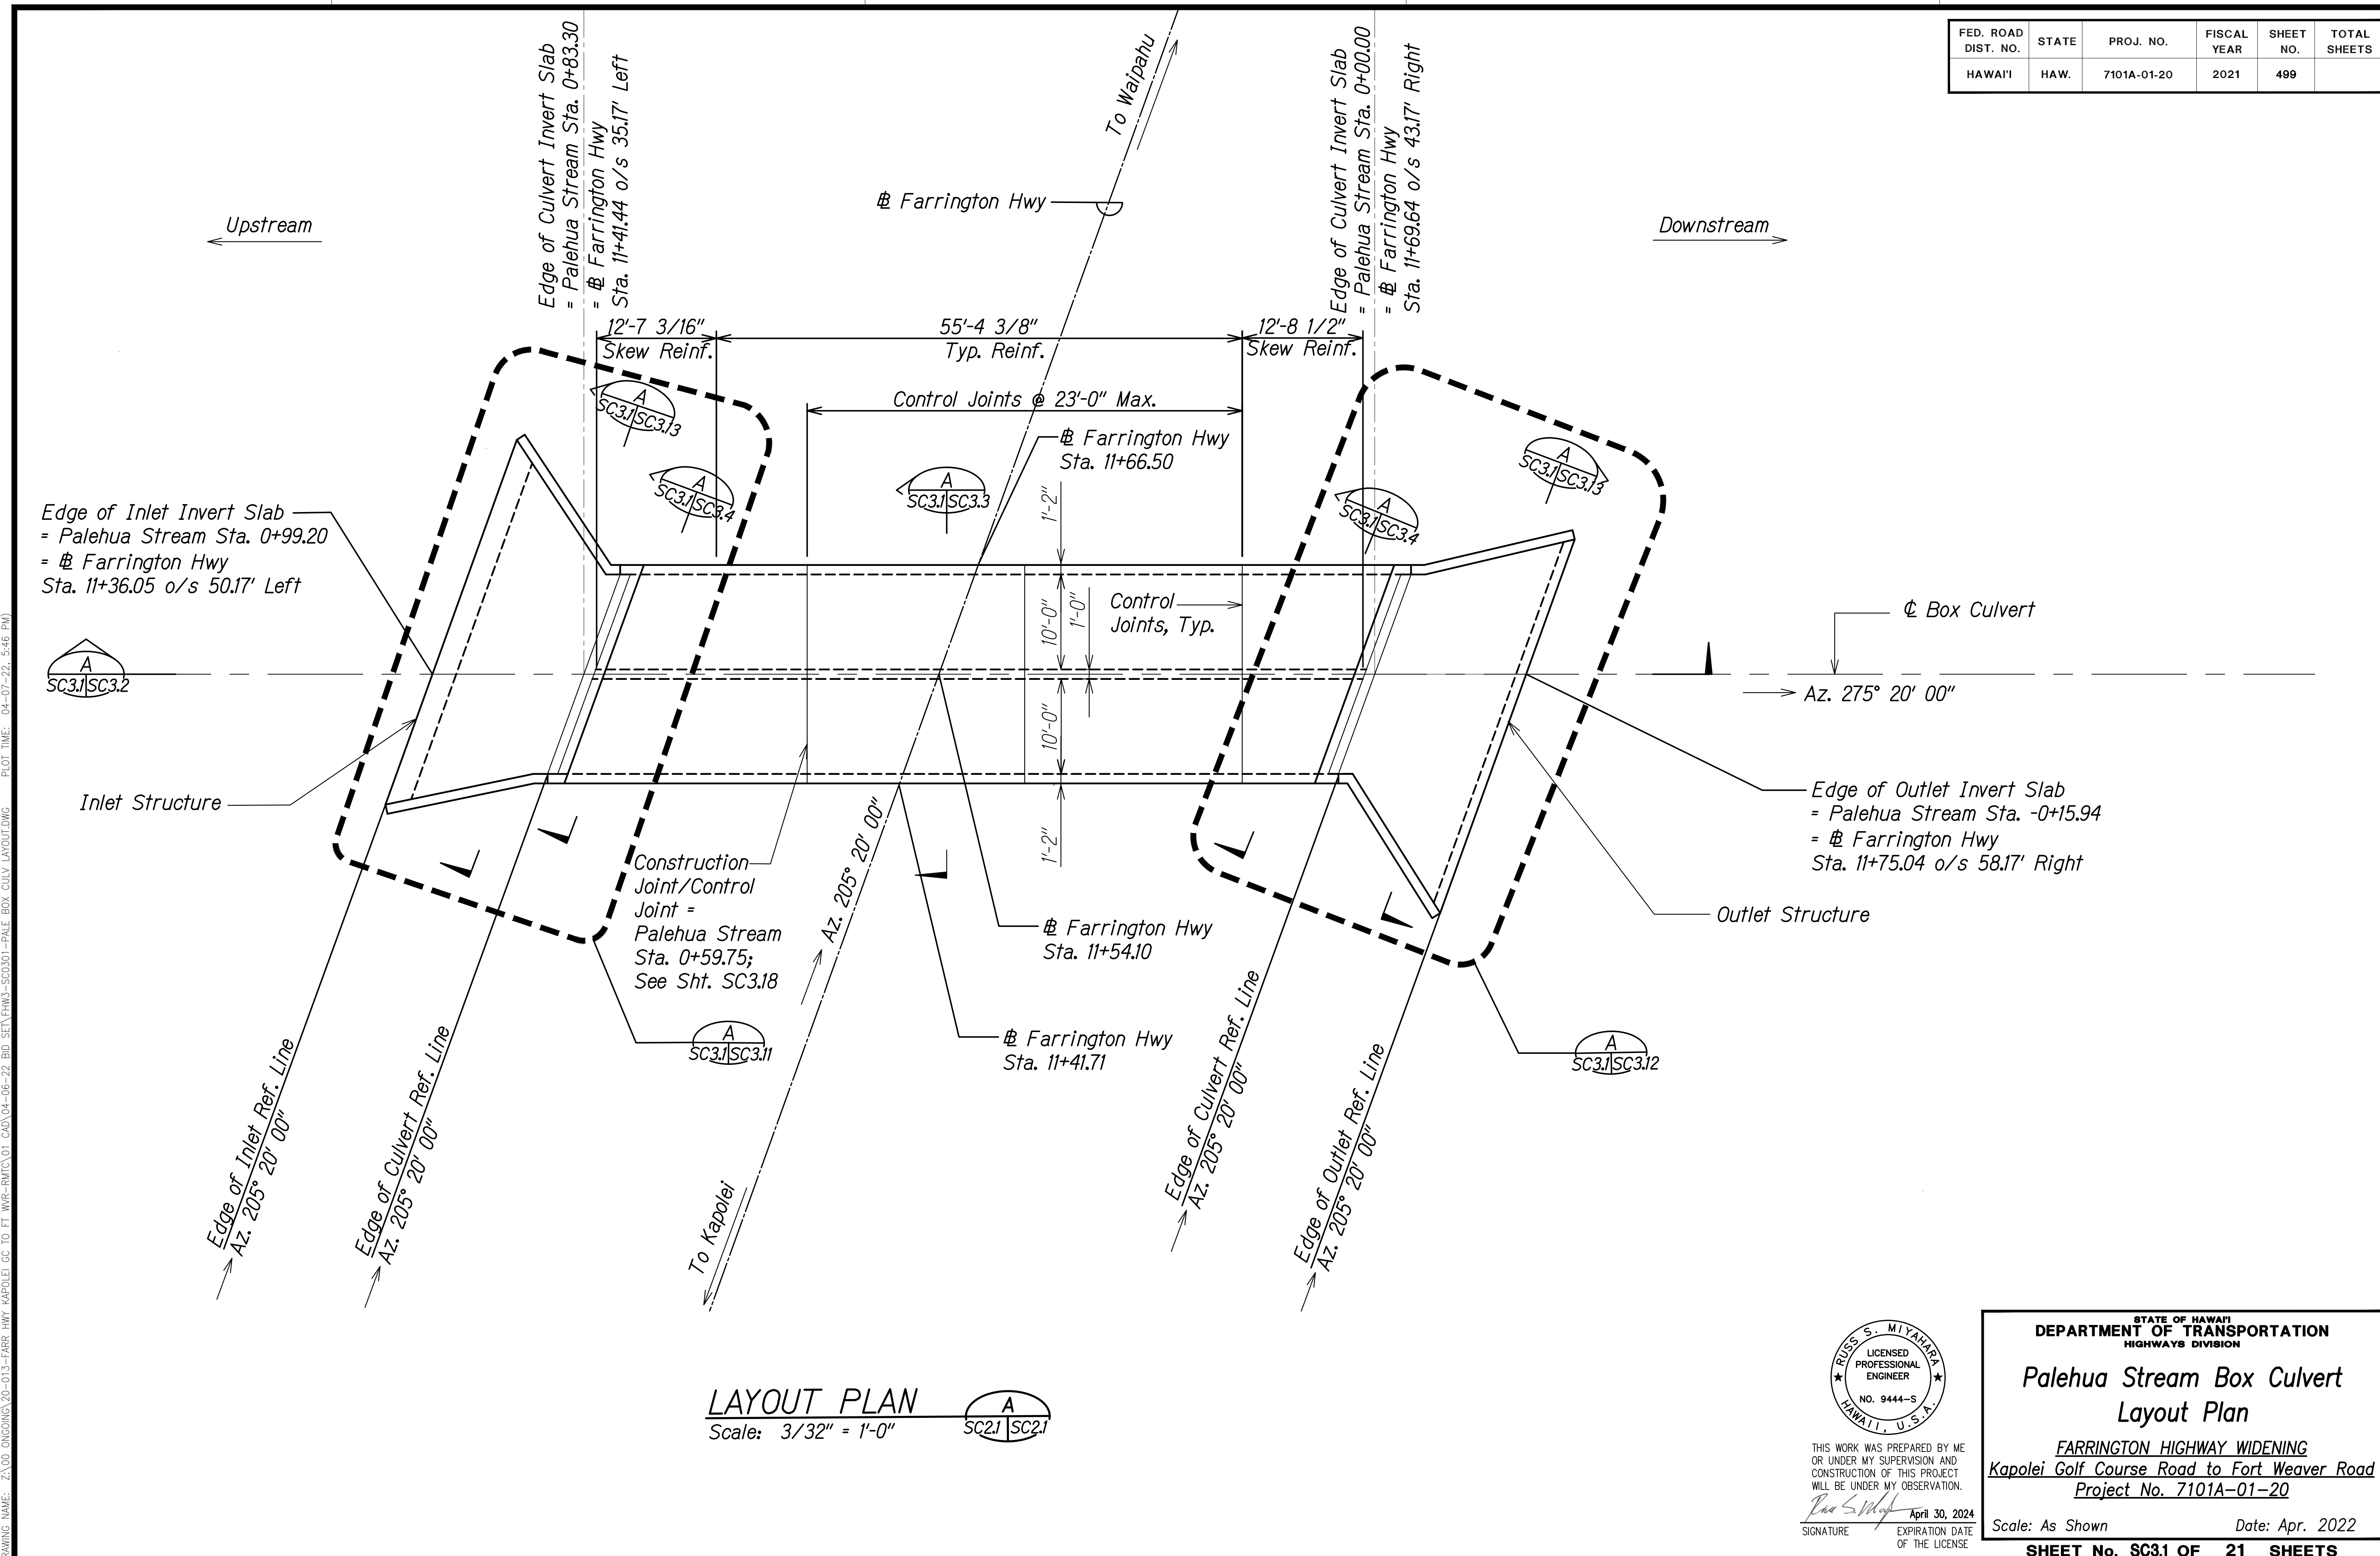 FED. ROAD DIST. NO.
STATE
PROJ. NO.
FISCAL YEAR
SHEET NO.
TOTAL SHEETS
HAWAI'I
HAW.
7101A-01-20
2021
499
Edge of Culvert Invert Slab
= Palehua Stream Sta. 0+83.30
= ⅊ Farrington Hwy
Sta. 11+41.44 o/s 35.17' Left
To Waipahu
Edge of Culvert Invert Slab
= Palehua Stream Sta. 0+00.00
= ⅊ Farrington Hwy
Sta. 11+69.64 o/s 43.17' Right
Upstream
⅊ Farrington Hwy
Downstream
12'-7 3/16"
Skew Reinf.
55'-4 3/8"
Typ. Reinf.
12'-8 1/2"
Skew Reinf.
Control Joints @ 23'-0" Max.
A
SC3.1 SC3.13
A
SC3.1 SC3.4
A
SC3.1 SC3.3
⅊ Farrington Hwy
Sta. 11+66.50
A
SC3.1 SC3.4
A
SC3.1 SC3.13
Edge of Inlet Invert Slab
= Palehua Stream Sta. 0+99.20
= ⅊ Farrington Hwy
Sta. 11+36.05 o/s 50.17' Left
1'-2"
10'-0"
1'-0"
10'-0"
1'-2"
Control
Joints, Typ.
℄ Box Culvert
A
SC3.1 SC3.2
Az. 275° 20' 00"
Inlet Structure
Construction
Joint/Control
Joint =
Palehua Stream
Sta. 0+59.75;
See Sht. SC3.18
Az. 205° 20' 00"
Edge of Outlet Invert Slab
= Palehua Stream Sta. -0+15.94
= ⅊ Farrington Hwy
Sta. 11+75.04 o/s 58.17' Right
Outlet Structure
⅊ Farrington Hwy
Sta. 11+54.10
⅊ Farrington Hwy
Sta. 11+41.71
A
SC3.1 SC3.11
A
SC3.1 SC3.12
Edge of Inlet Ref. Line
Az. 205° 20' 00"
Edge of Culvert Ref. Line
Az. 205° 20' 00"
To Kapolei
Edge of Culvert Ref. Line
Az. 205° 20' 00"
Edge of Outlet Ref. Line
Az. 205° 20' 00"
LAYOUT PLAN
Scale: 3/32" = 1'-0"
A
SC2.1 SC2.1
RUSS S. MIYAHARA
LICENSED
PROFESSIONAL
ENGINEER
NO. 9444-S
HAWAII, U.S.A.
THIS WORK WAS PREPARED BY ME
OR UNDER MY SUPERVISION AND
CONSTRUCTION OF THIS PROJECT
WILL BE UNDER MY OBSERVATION.
April 30, 2024
SIGNATURE
EXPIRATION DATE
OF THE LICENSE
STATE OF HAWAI'I
DEPARTMENT OF TRANSPORTATION
HIGHWAYS DIVISION
Palehua Stream Box Culvert
Layout Plan
FARRINGTON HIGHWAY WIDENING
Kapolei Golf Course Road to Fort Weaver Road
Project No. 7101A-01-20
Scale: As Shown
Date: Apr. 2022
SHEET No. SC3.1 OF 21 SHEETS
PLOT TIME: 04-07-22, 5:46 PM)